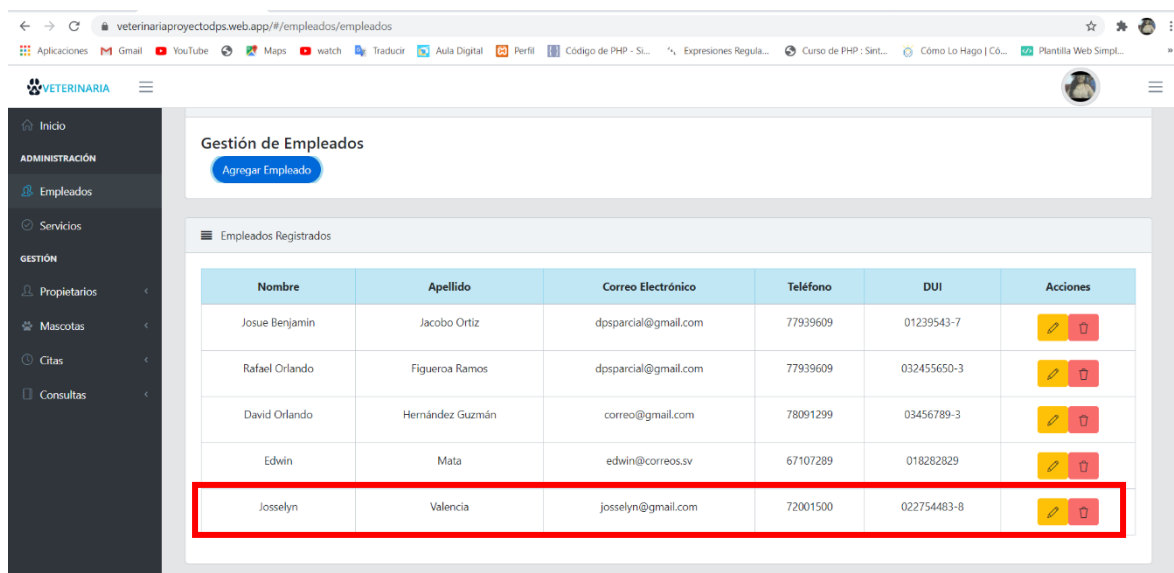 veterinariaproyectodps.web.app/#/empleados/empleados
Aplicaciones Gmail YouTube Maps watch Traducir Aula Digital Perfil Código de PHP - Si... Expresiones Regula... Curso de PHP : Sint... Cómo Lo Hago | Có... Plantilla Web Simpl... »
VETERINARIA
Inicio
ADMINISTRACIÓN
Empleados
Servicios
GESTIÓN
Propietarios
Mascotas
Citas
Consultas
Gestión de Empleados
Agregar Empleado
Empleados Registrados
Nombre Apellido Correo Electrónico Teléfono DUI Acciones
Josue Benjamin Jacobo Ortiz dpsparcial@gmail.com 77939609 01239543-7
Rafael Orlando Figueroa Ramos dpsparcial@gmail.com 77939609 032455650-3
David Orlando Hernández Guzmán correo@gmail.com 78091299 03456789-3
Edwin Mata edwin@correos.sv 67107289 018282829
Josselyn Valencia josselyn@gmail.com 72001500 022754483-8